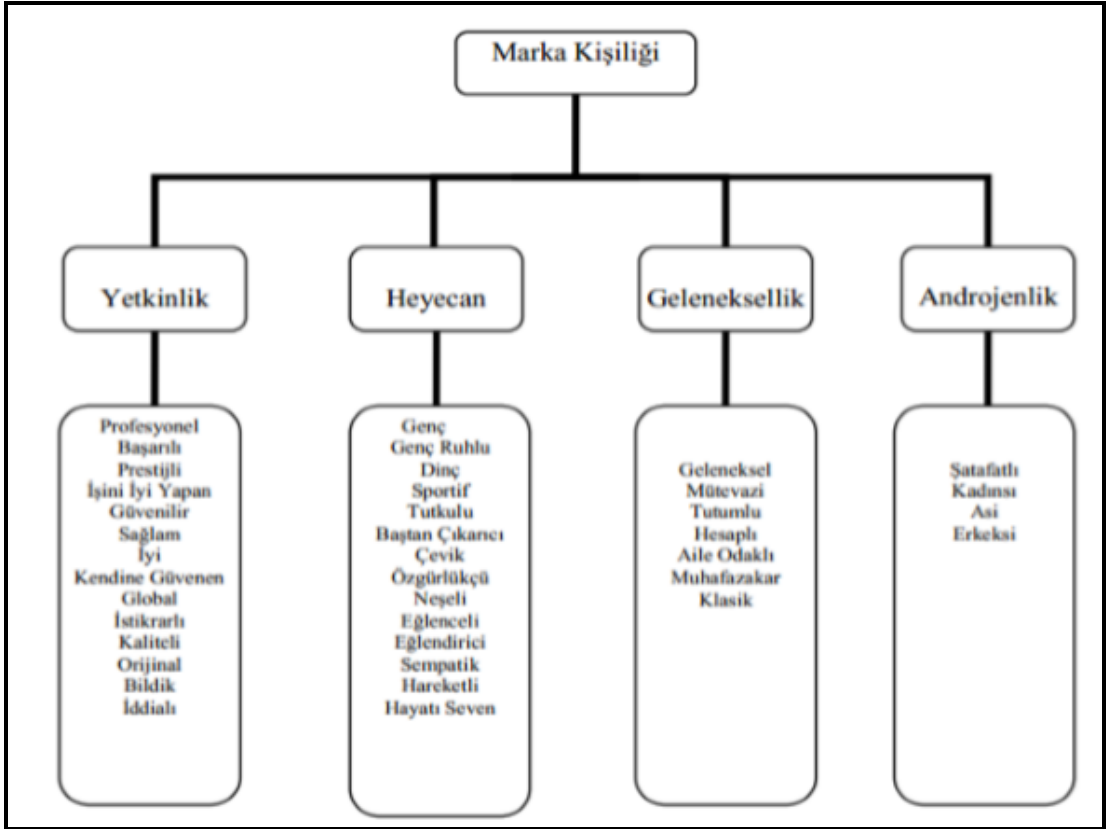 Marka Kişiliği
Yetkinlik
Heyecan
Geleneksellik
Androjenlik
Profesyonel
Başarılı
Prestijli
İşini İyi Yapan
Güvenilir
Sağlam
İyi
Kendine Güvenen
Global
İstikrarlı
Kaliteli
Orijinal
Bildik
İddialı
Genç
Genç Ruhlu
Dinç
Sportif
Tutkulu
Baştan Çıkarıcı
Çevik
Özgürlükçü
Neşeli
Eğlenceli
Eğlendirici
Sempatik
Hareketli
Hayatı Seven
Geleneksel
Mütevazi
Tutumlu
Hesaplı
Aile Odaklı
Muhafazakar
Klasik
Şatafatlı
Kadınsı
Asi
Erkeksi